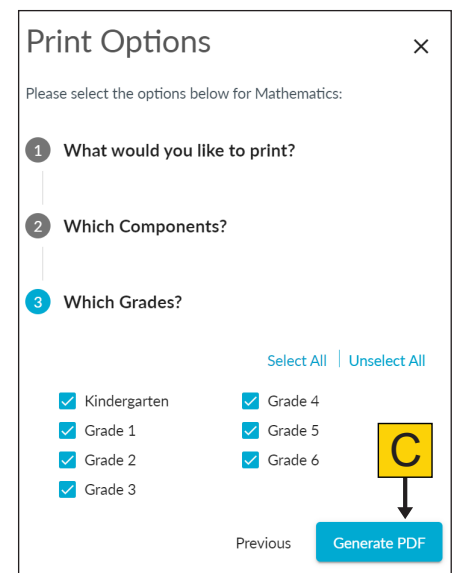 Print Options
Please select the options below for Mathematics:
1 What would you like to print?
2 Which Components?
3 Which Grades?
Select All | Unselect All
Kindergarten Grade 4
Grade 1 Grade 5
Grade 2 Grade 6
Grade 3
C
Previous Generate PDF